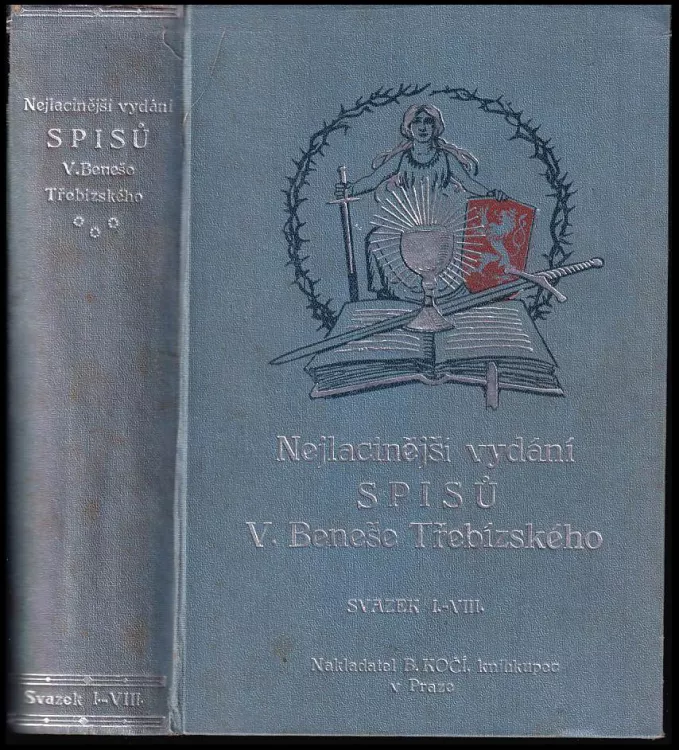 Nejlacinější vydání
SPISŮ
V. Beneše
Třebízského
Svazek I.-VIII.
Nejlacinější vydání
SPISŮ
V. Beneše Třebízského
SVAZEK I.-VIII.
Nakladatel B. KOČÍ, knihkupec
v Praze